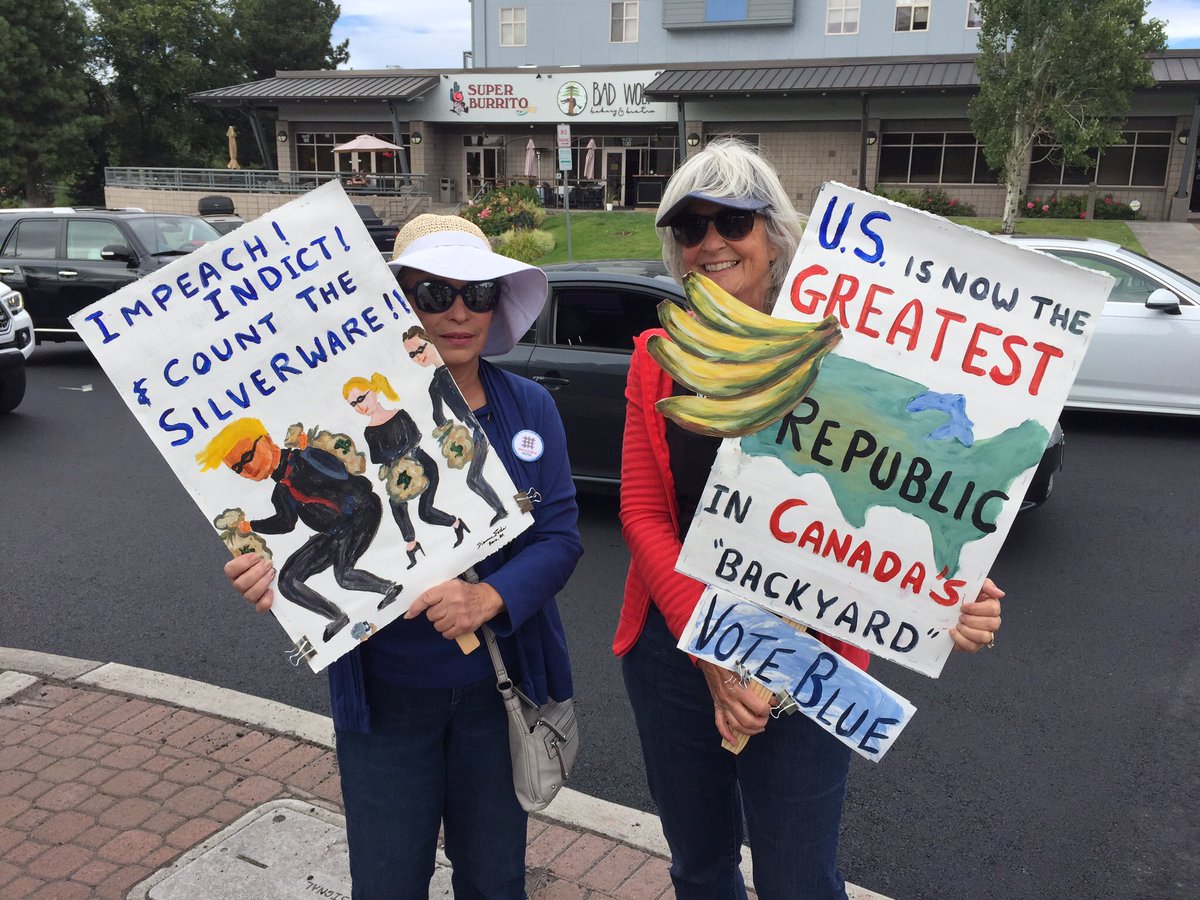 SUPER
BURRITO
BAD WOLF
bakery & bistro
IMPEACH!
INDICT!
& COUNT THE
SILVERWARE!!
U.S. IS NOW THE
GREATEST
REPUBLIC
IN CANADA'S
"BACKYARD"
VOTE BLUE
SIGNAL